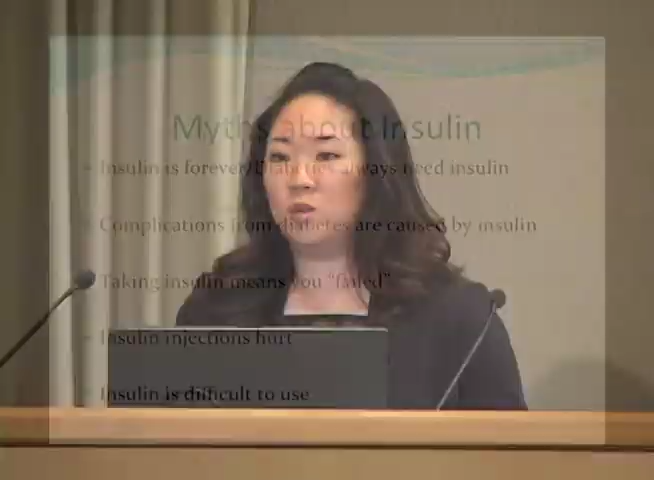 Myths about Insulin
Insulin is forever/Diabetics always need insulin
Complications from diabetes are caused by insulin
Taking insulin means you "failed"
Insulin injections hurt
Insulin is difficult to use